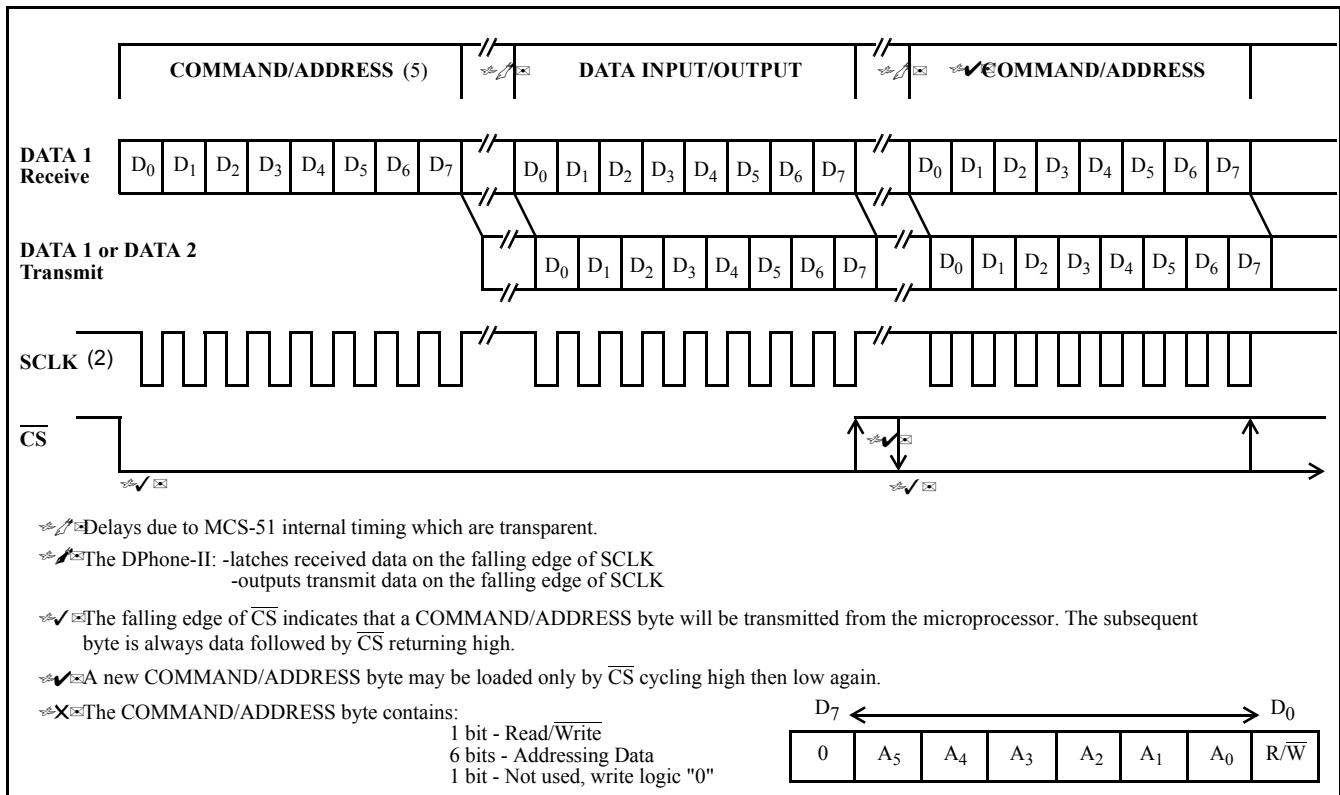 COMMAND/ADDRESS (5)
DATA INPUT/OUTPUT
COMMAND/ADDRESS
DATA 1
Receive
D0 D1 D2 D3 D4 D5 D6 D7
D0 D1 D2 D3 D4 D5 D6 D7
D0 D1 D2 D3 D4 D5 D6 D7
DATA 1 or DATA 2
Transmit
D0 D1 D2 D3 D4 D5 D6 D7
D0 D1 D2 D3 D4 D5 D6 D7
SCLK (2)
CS
Delays due to MCS-51 internal timing which are transparent.
The DPhone-II: -latches received data on the falling edge of SCLK
-outputs transmit data on the falling edge of SCLK
The falling edge of CS indicates that a COMMAND/ADDRESS byte will be transmitted from the microprocessor. The subsequent
byte is always data followed by CS returning high.
A new COMMAND/ADDRESS byte may be loaded only by CS cycling high then low again.
The COMMAND/ADDRESS byte contains:
1 bit - Read/Write
6 bits - Addressing Data
1 bit - Not used, write logic "0"
D7 D0
0 A5 A4 A3 A2 A1 A0 R/W